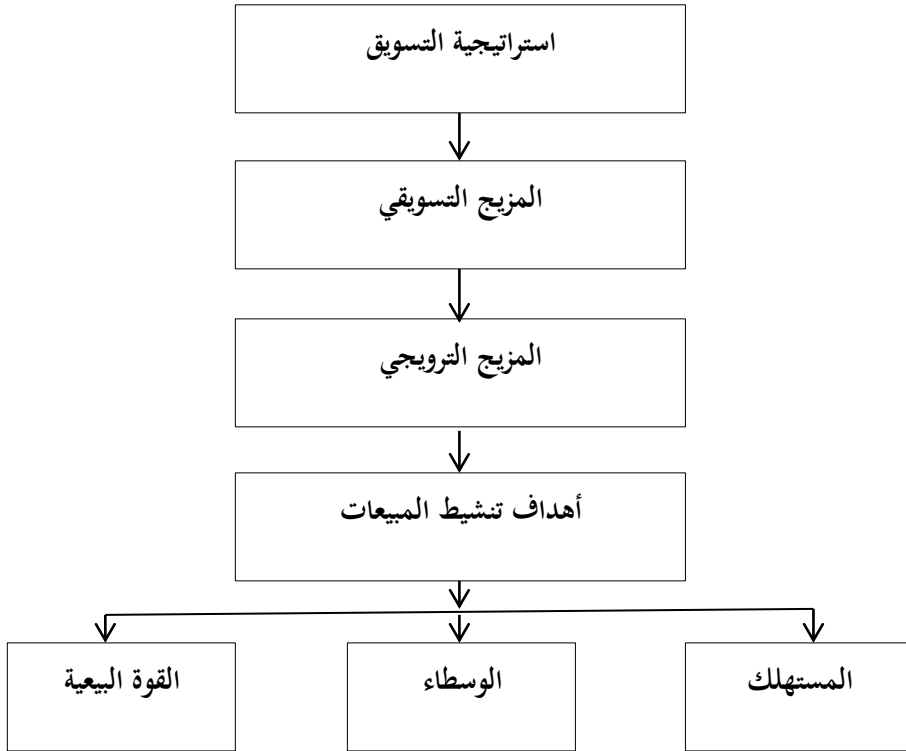 استراتيجية التسويق
المزيج التسويقي
المزيج الترويجي
أهداف تنشيط المبيعات
المستهلك
الوسطاء
القوة البيعية